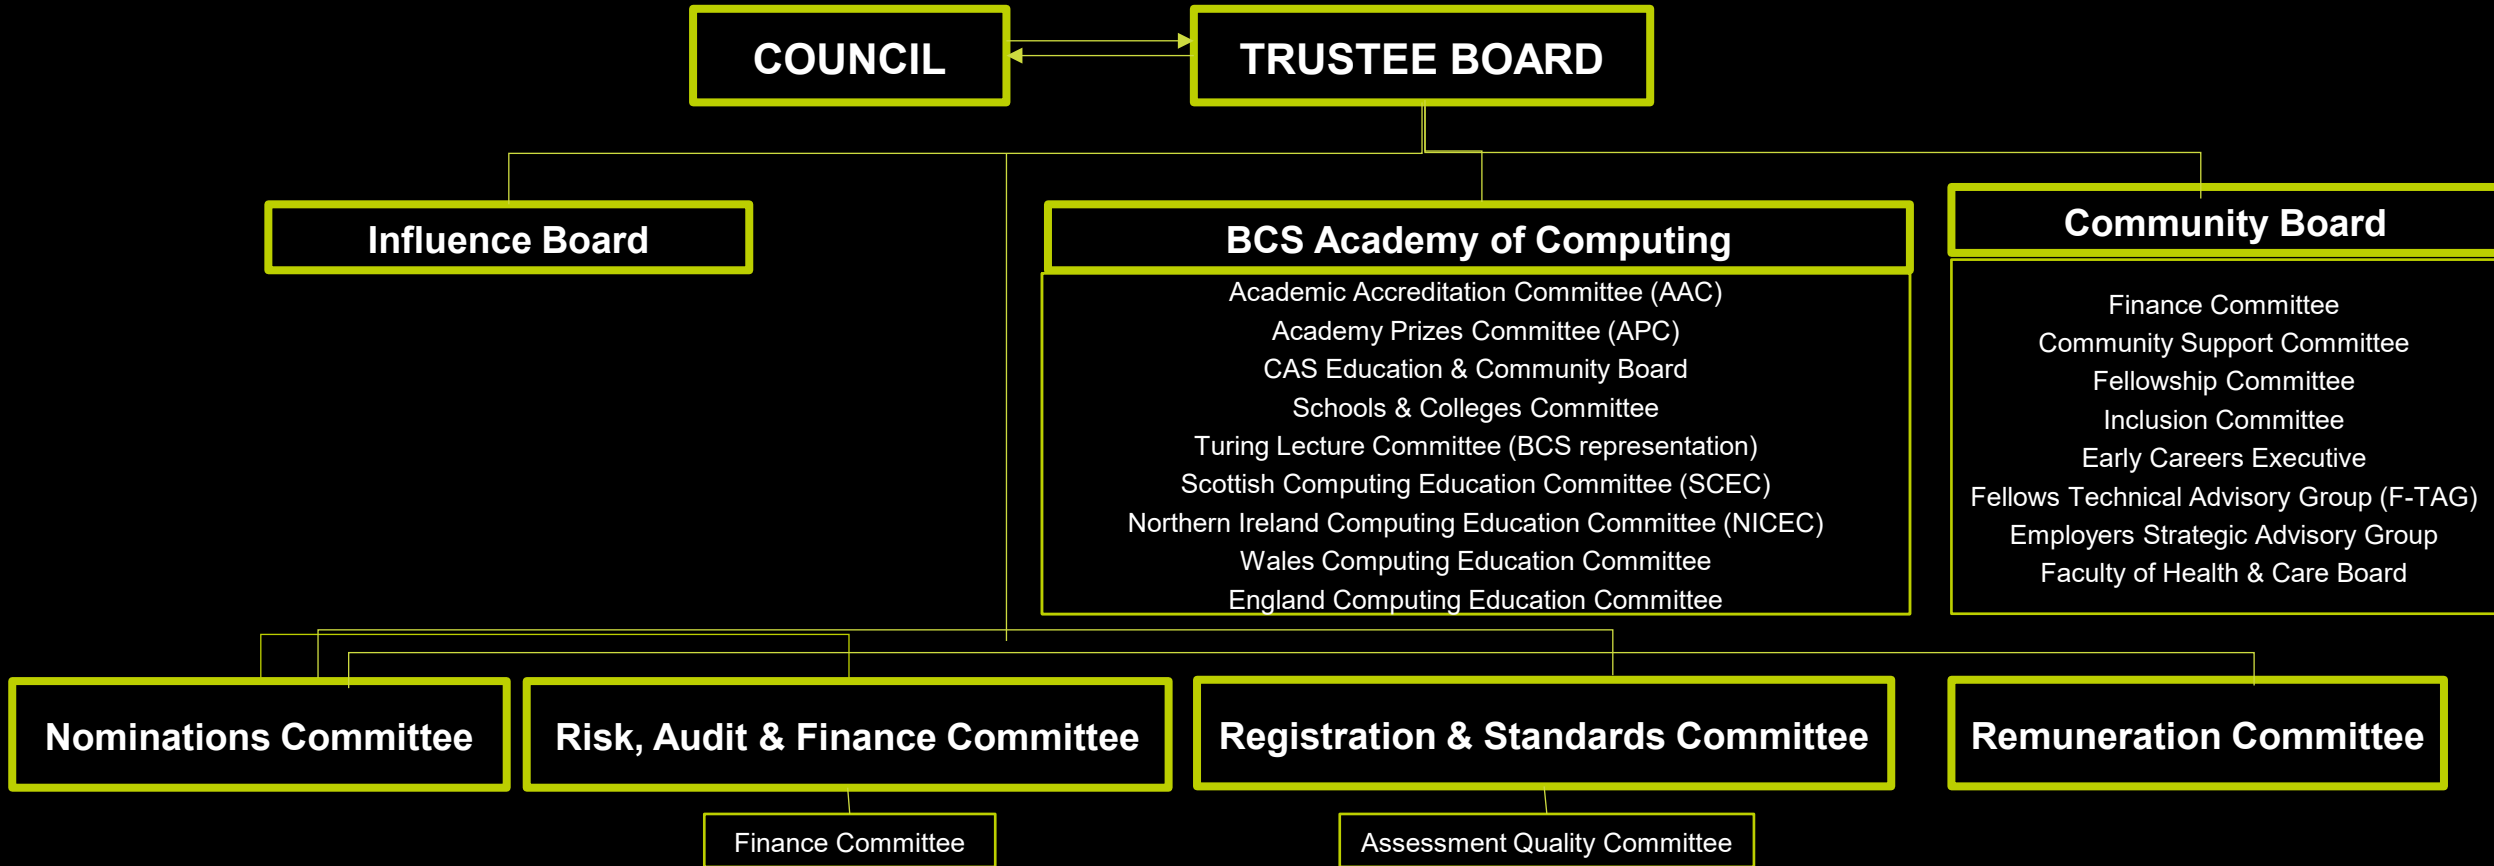 COUNCIL
TRUSTEE BOARD
Influence Board
BCS Academy of Computing
Academic Accreditation Committee (AAC)
Academy Prizes Committee (APC)
CAS Education & Community Board
Schools & Colleges Committee
Turing Lecture Committee (BCS representation)
Scottish Computing Education Committee (SCEC)
Northern Ireland Computing Education Committee (NICEC)
Wales Computing Education Committee
England Computing Education Committee
Community Board
Finance Committee
Community Support Committee
Fellowship Committee
Inclusion Committee
Early Careers Executive
Fellows Technical Advisory Group (F-TAG)
Employers Strategic Advisory Group
Faculty of Health & Care Board
Nominations Committee
Risk, Audit & Finance Committee
Registration & Standards Committee
Remuneration Committee
Finance Committee
Assessment Quality Committee